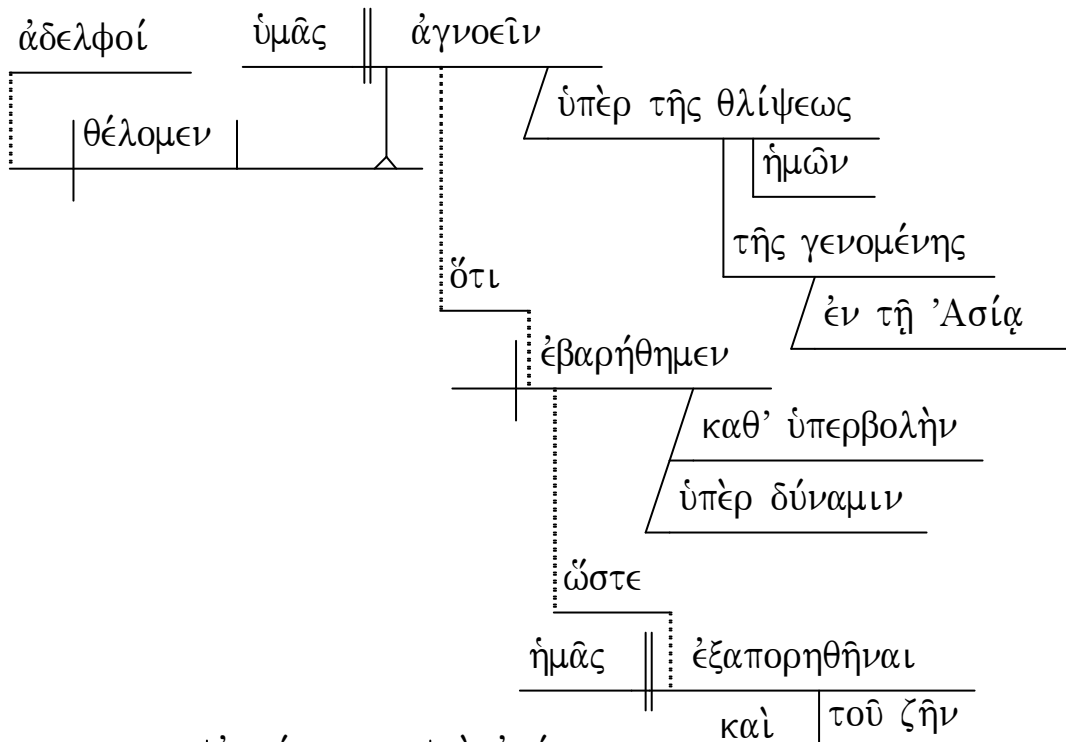 ἀδελφοί ὑμᾶς ἀγνοεῖν
ὑπὲρ τῆς θλίψεως
θέλομεν
ἡμῶν
τῆς γενομένης
ὅτι
ἐν τῇ Ἀσίᾳ
ἐβαρήθημεν
καθ’ ὑπερβολὴν
ὑπὲρ δύναμιν
ὥστε
ἡμᾶς ἐξαπορηθῆναι
καὶ τοῦ ζῆν